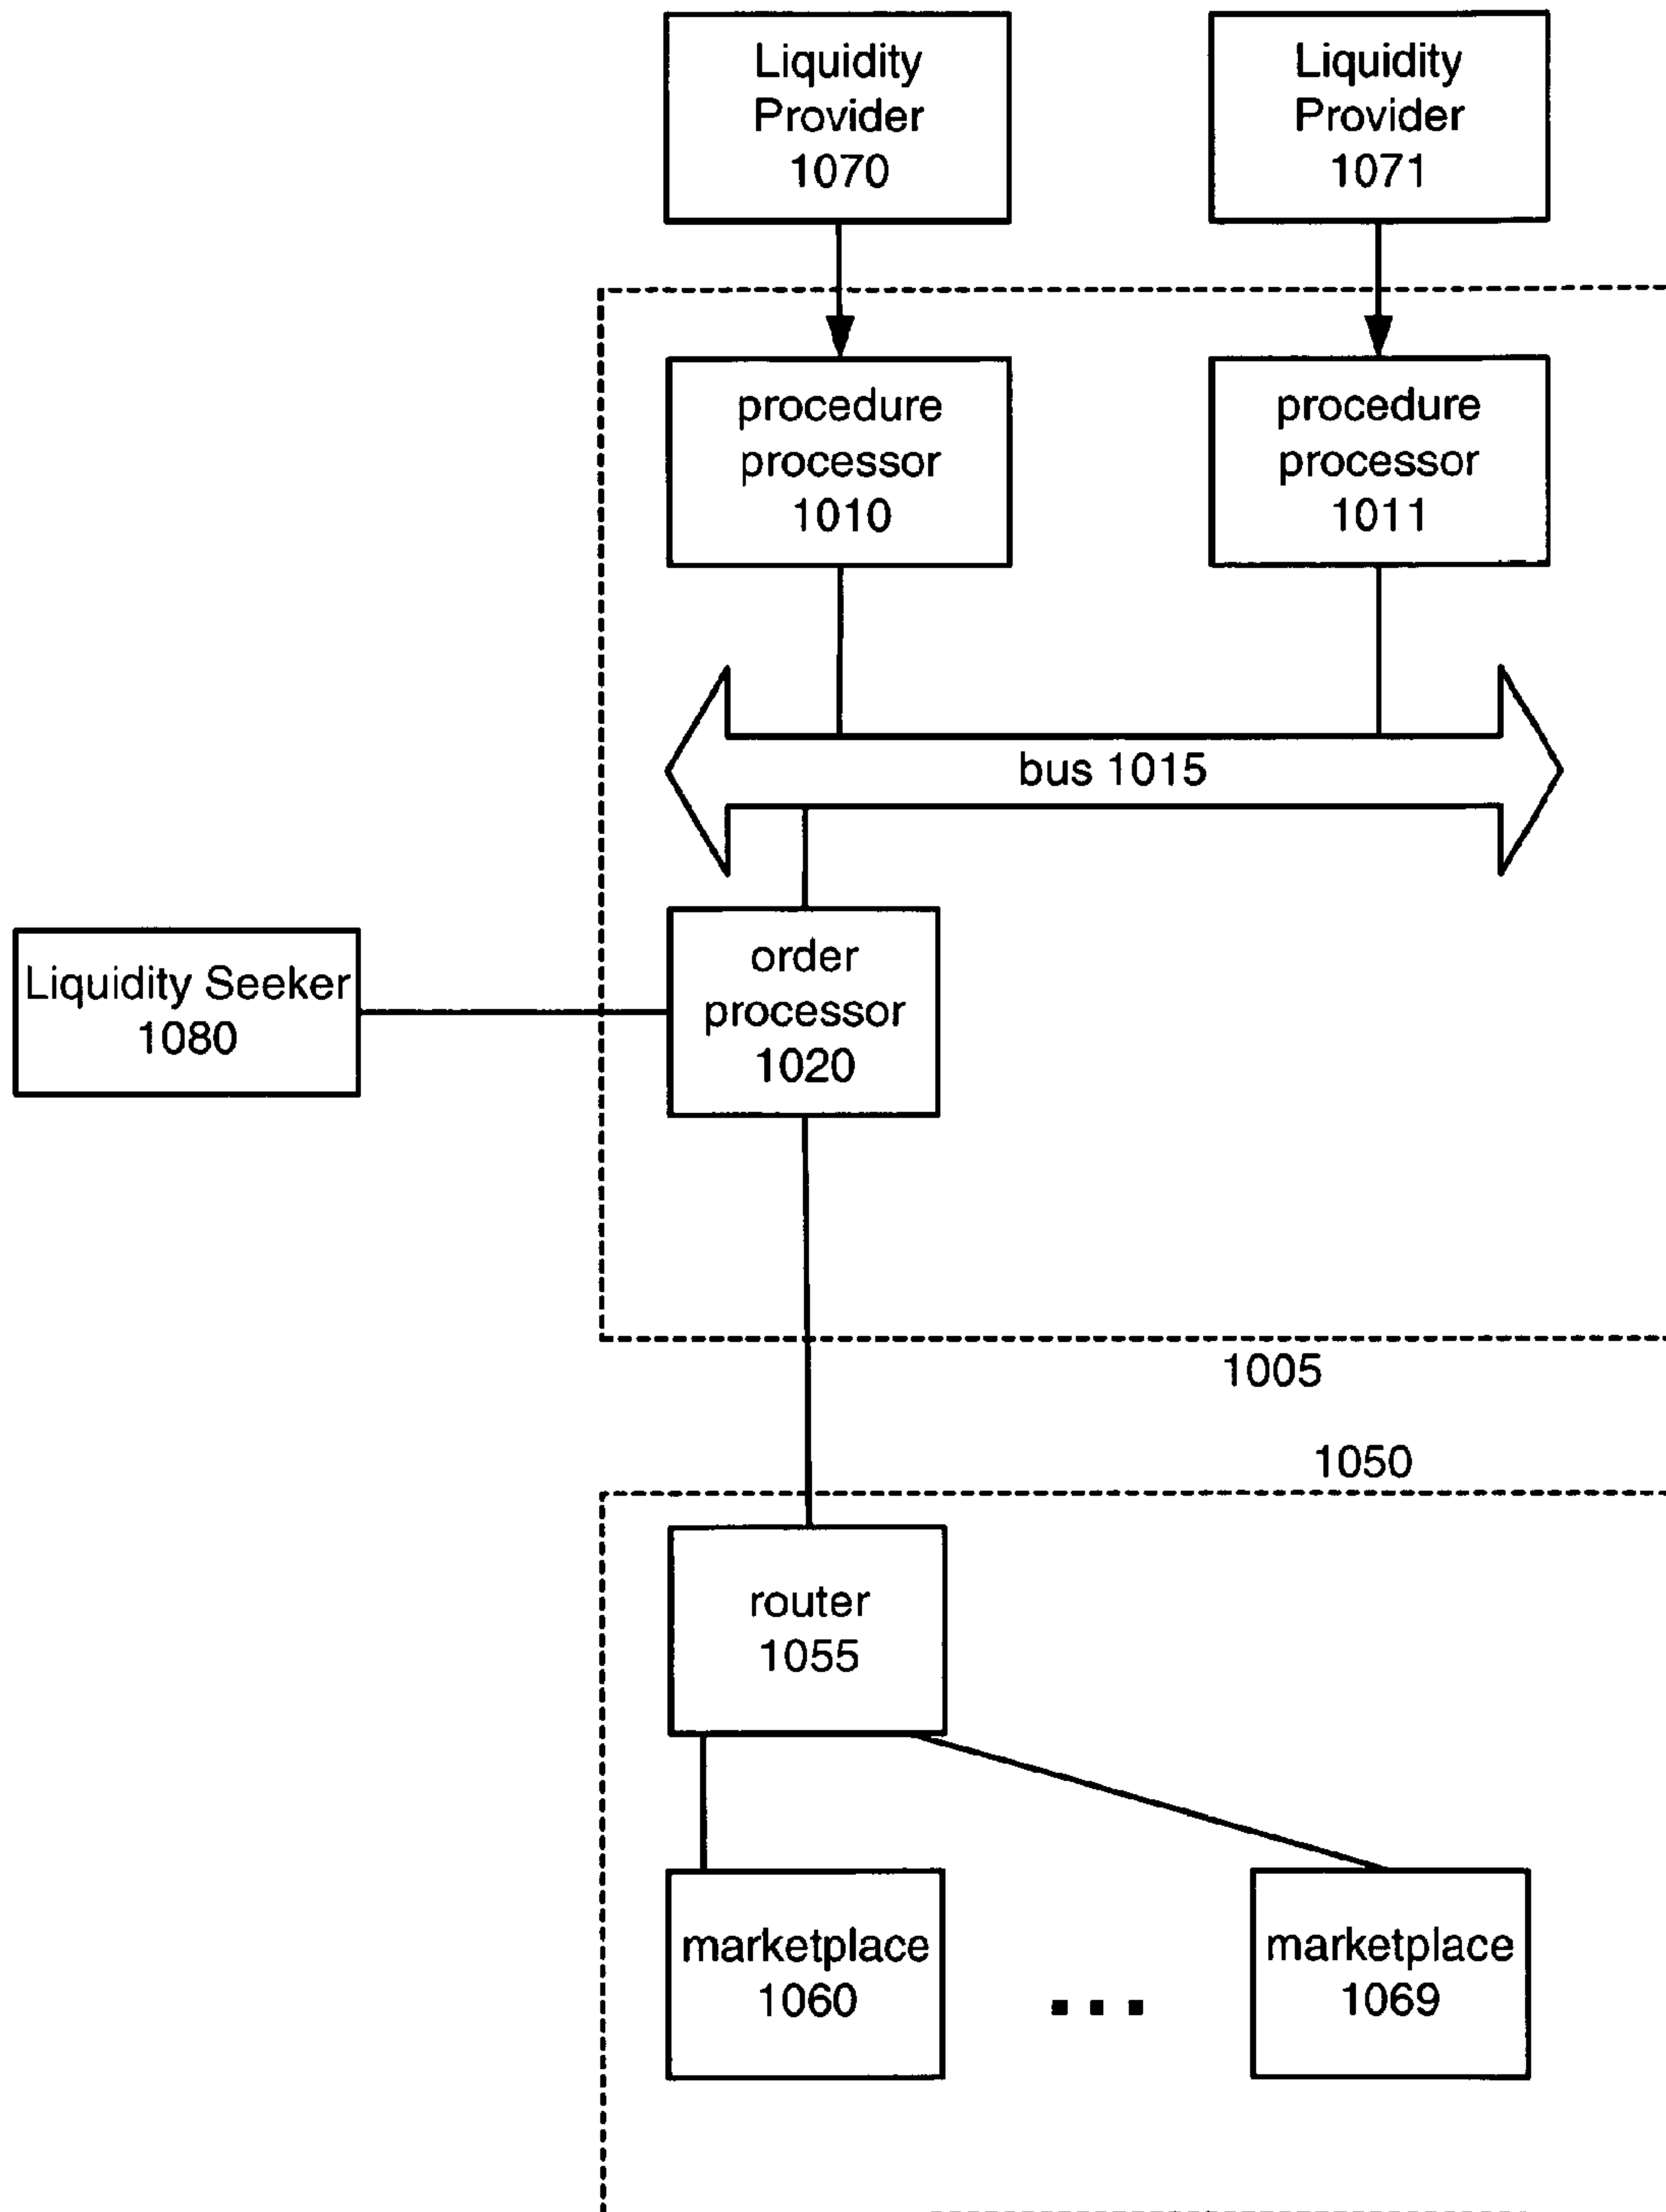 Liquidity
Provider
1070
Liquidity
Provider
1071
procedure
processor
1010
procedure
processor
1011
bus 1015
Liquidity Seeker
1080
order
processor
1020
1005
1050
router
1055
marketplace
1060
...
marketplace
1069